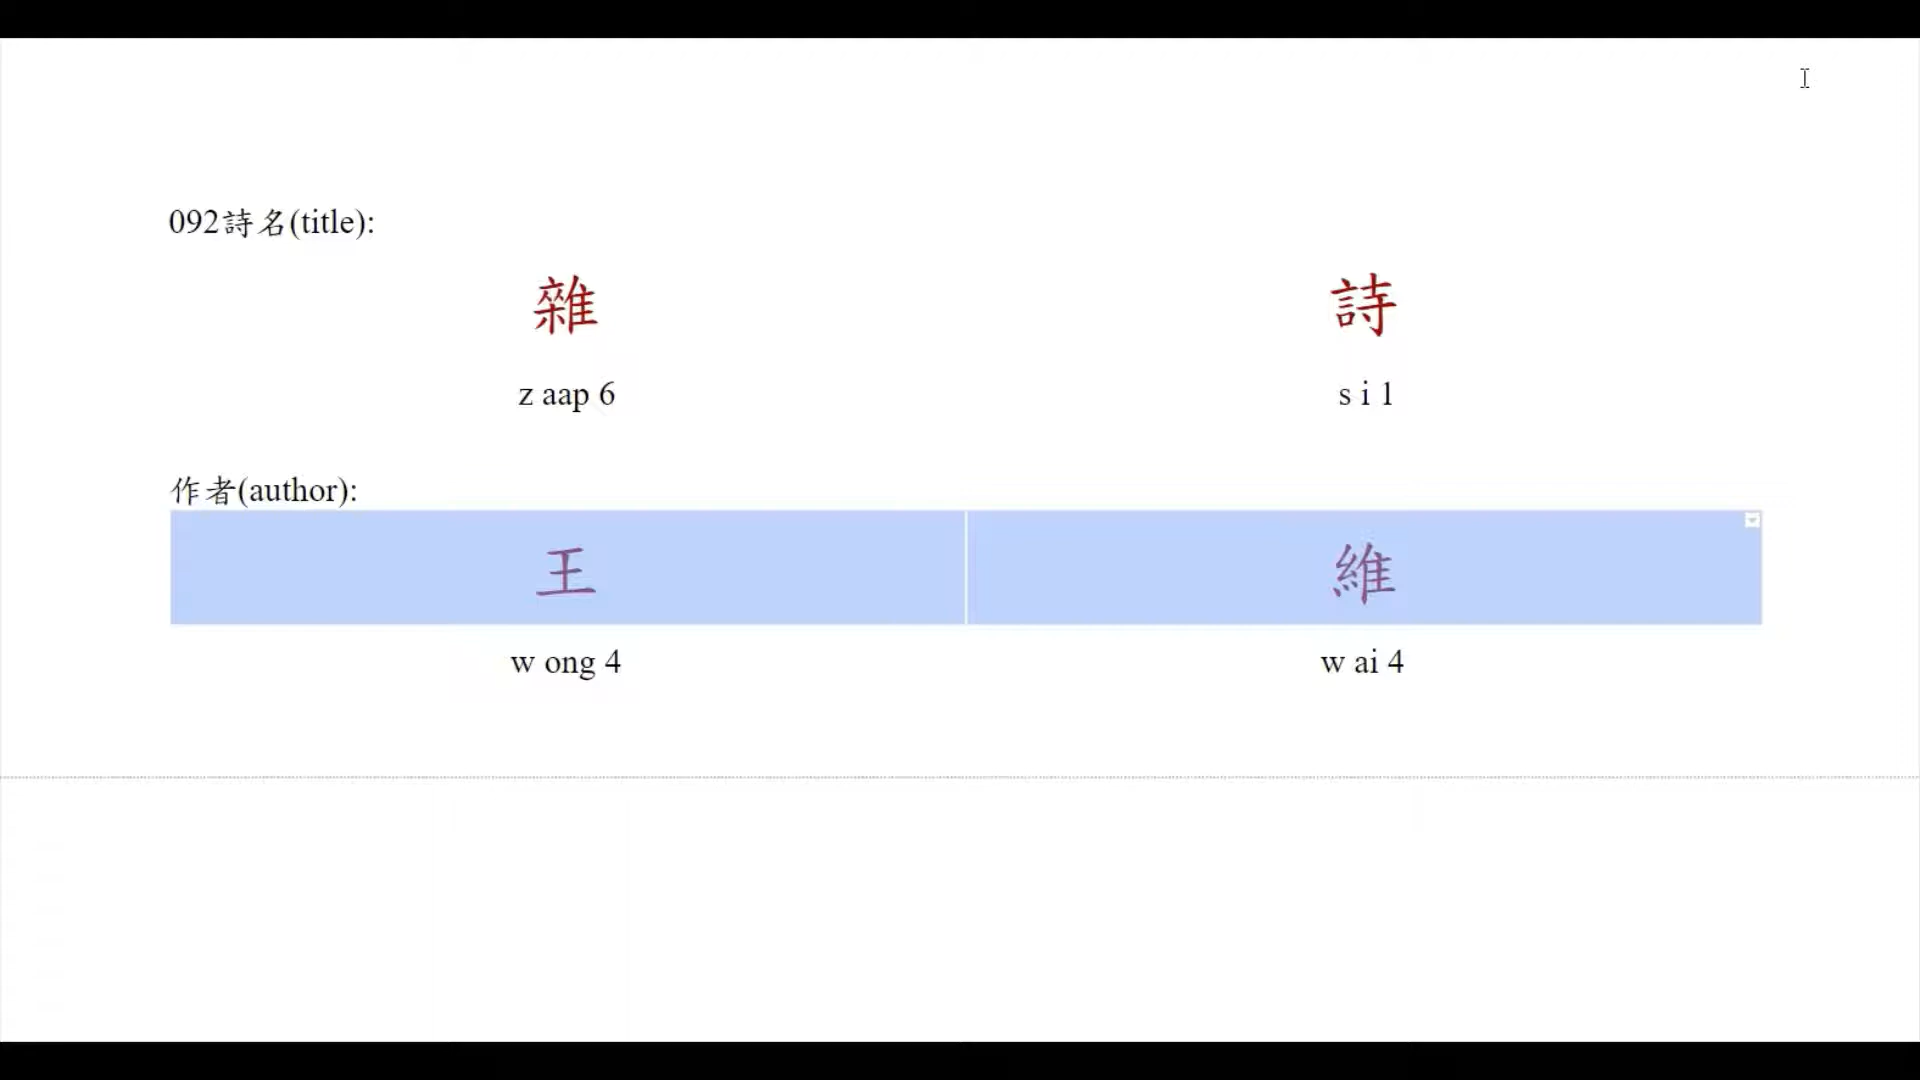 092詩名(title):
雜 詩
z aap 6 s i 1
作者(author):
王 維
w ong 4 w ai 4